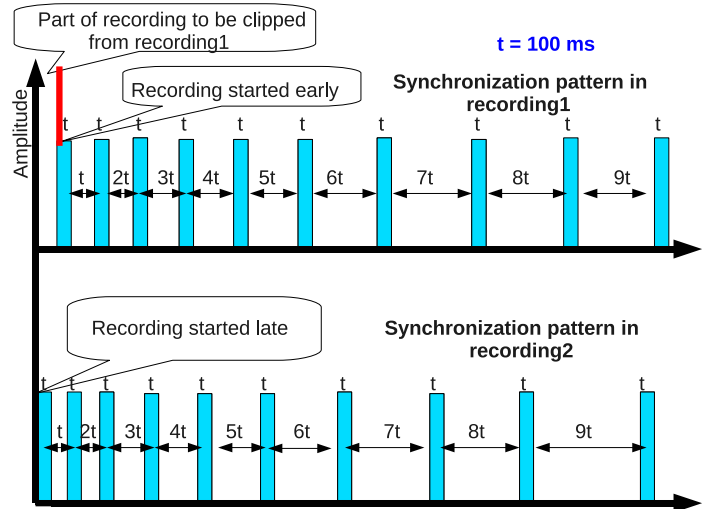 Part of recording to be clipped
from recording1
t = 100 ms
Recording started early
Synchronization pattern in
recording1
Amplitude
t t t t t t t t t t
t 2t 3t 4t 5t 6t 7t 8t 9t
Recording started late
Synchronization pattern in
recording2
t t t t t t t t t t
t 2t 3t 4t 5t 6t 7t 8t 9t